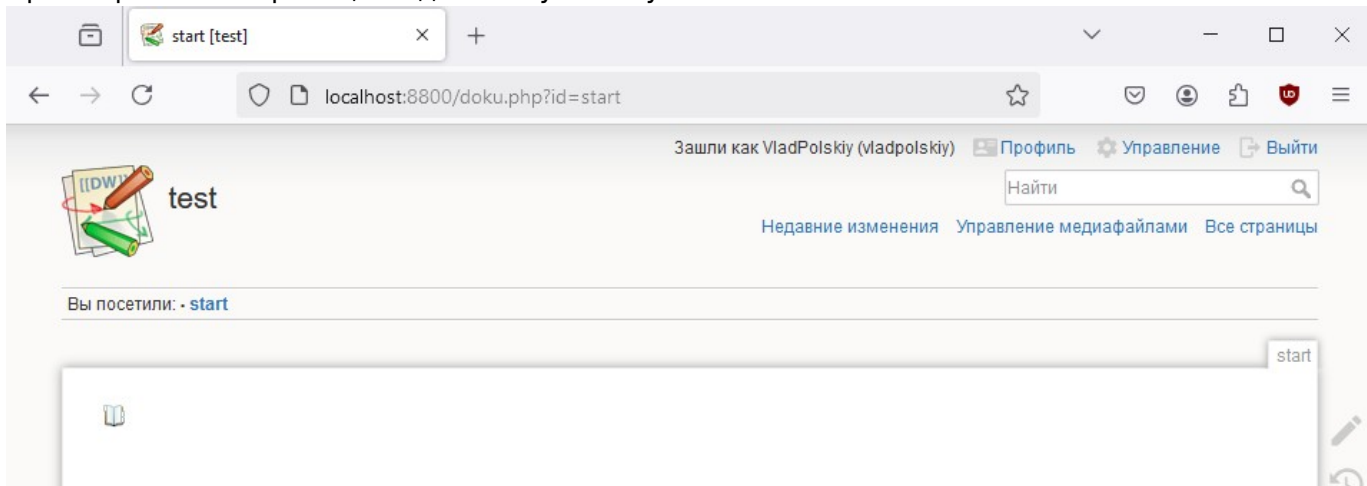 start [test]
localhost:8800/doku.php?id=start
Зашли как VladPolskiy (vladpolskiy) Профиль Управление Выйти
[[DW]]
test
Найти
Недавние изменения Управление медиафайлами Все страницы
Вы посетили: • start
start